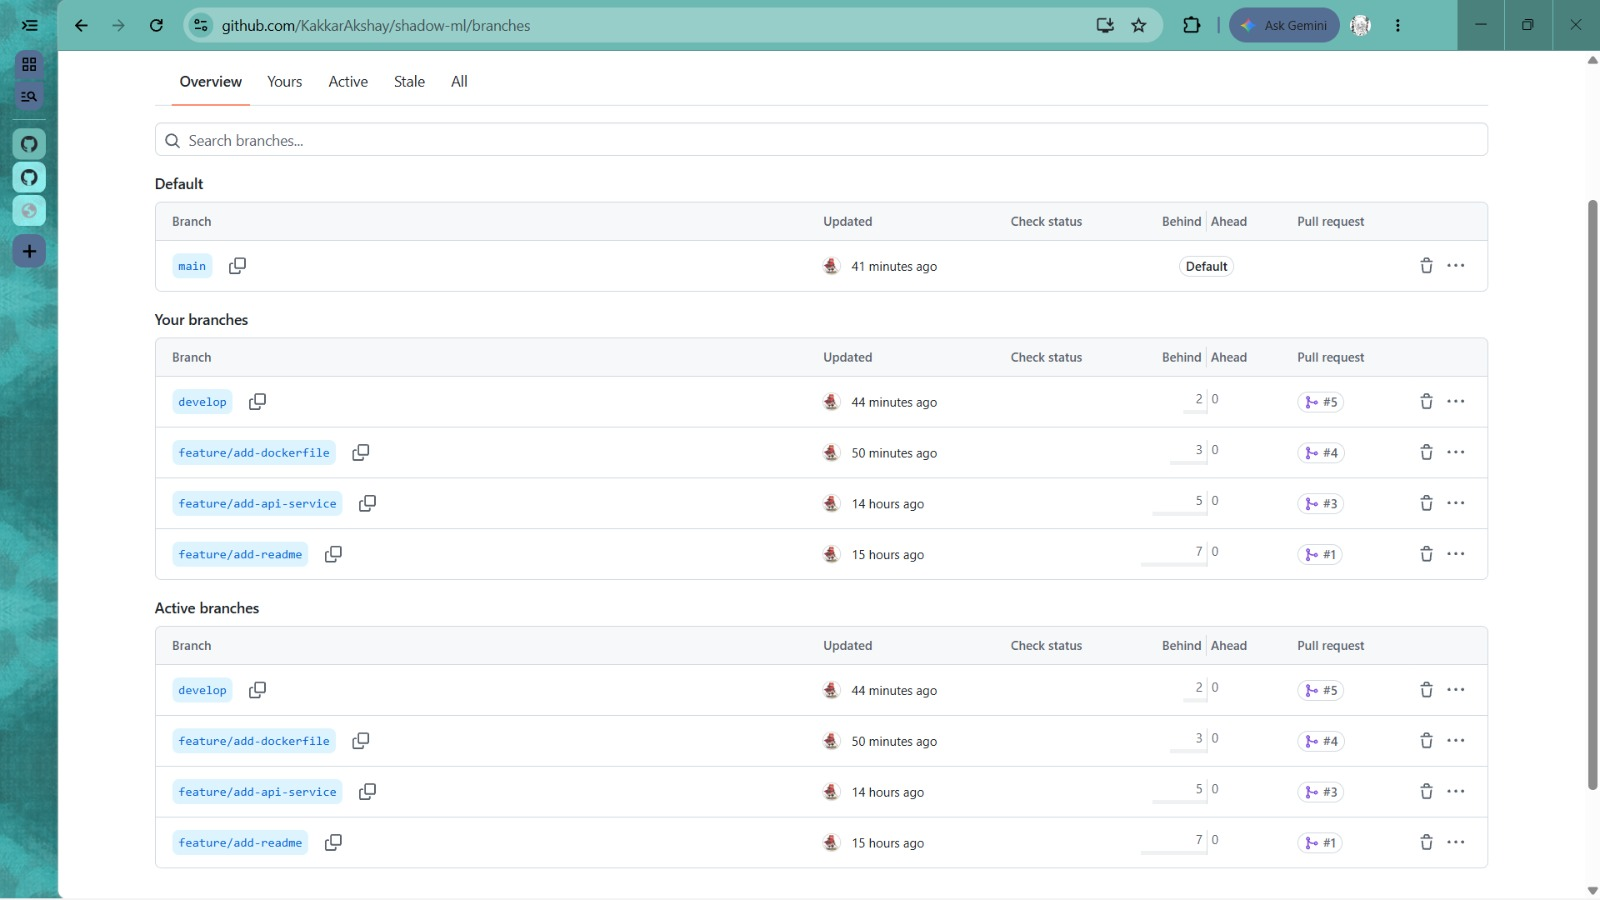 github.com/KakkarAkshay/shadow-ml/branches
Ask Gemini
Overview Yours Active Stale All
Search branches...
Default
Branch Updated Check status Behind Ahead Pull request
main 41 minutes ago Default
Your branches
Branch Updated Check status Behind Ahead Pull request
develop 44 minutes ago 2 0 #5
feature/add-dockerfile 50 minutes ago 3 0 #4
feature/add-api-service 14 hours ago 5 0 #3
feature/add-readme 15 hours ago 7 0 #1
Active branches
Branch Updated Check status Behind Ahead Pull request
develop 44 minutes ago 2 0 #5
feature/add-dockerfile 50 minutes ago 3 0 #4
feature/add-api-service 14 hours ago 5 0 #3
feature/add-readme 15 hours ago 7 0 #1